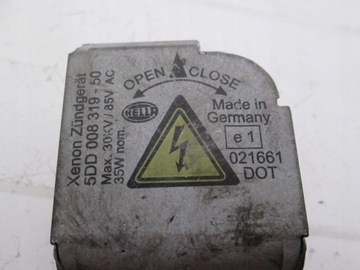 OPEN CLOSE
HELLA
Made in
Germany
e 1
021661
DOT
Xenon Zündgerät
5DD 008 319 - 50
Max. 30KV / 85V AC
35W nom.